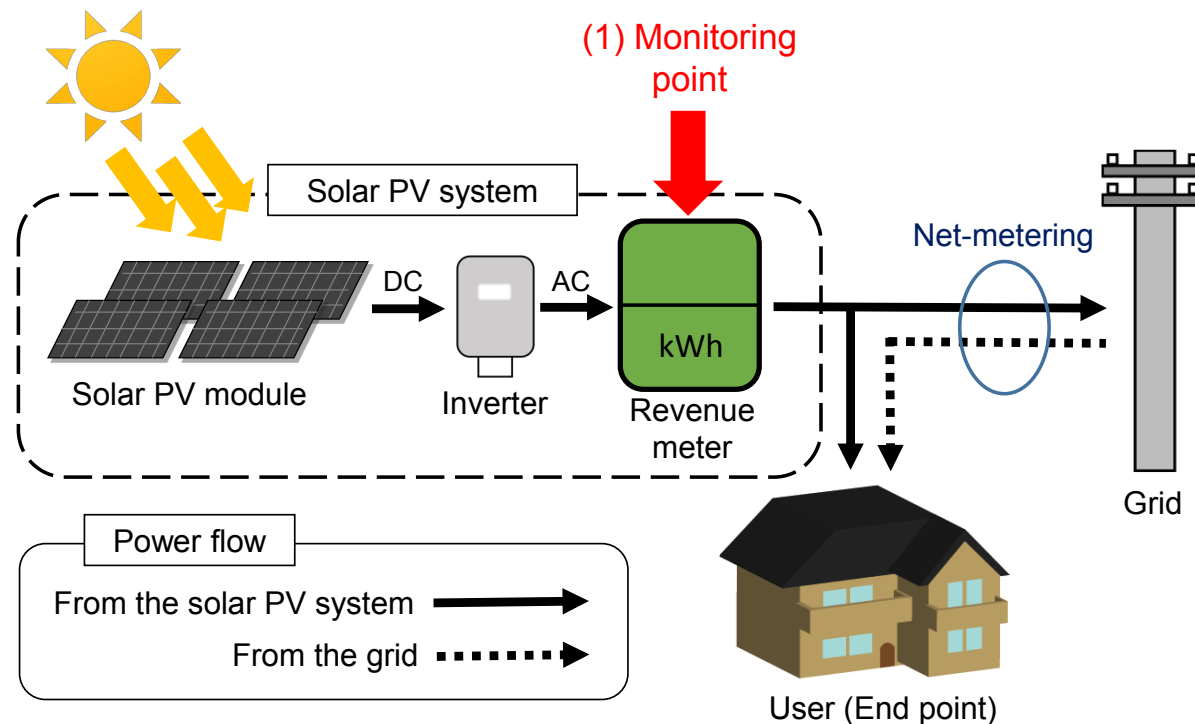 (1) Monitoring
point
Solar PV system
Net-metering
DC
AC
kWh
Solar PV module
Inverter
Revenue
meter
Grid
Power flow
From the solar PV system
From the grid
User (End point)